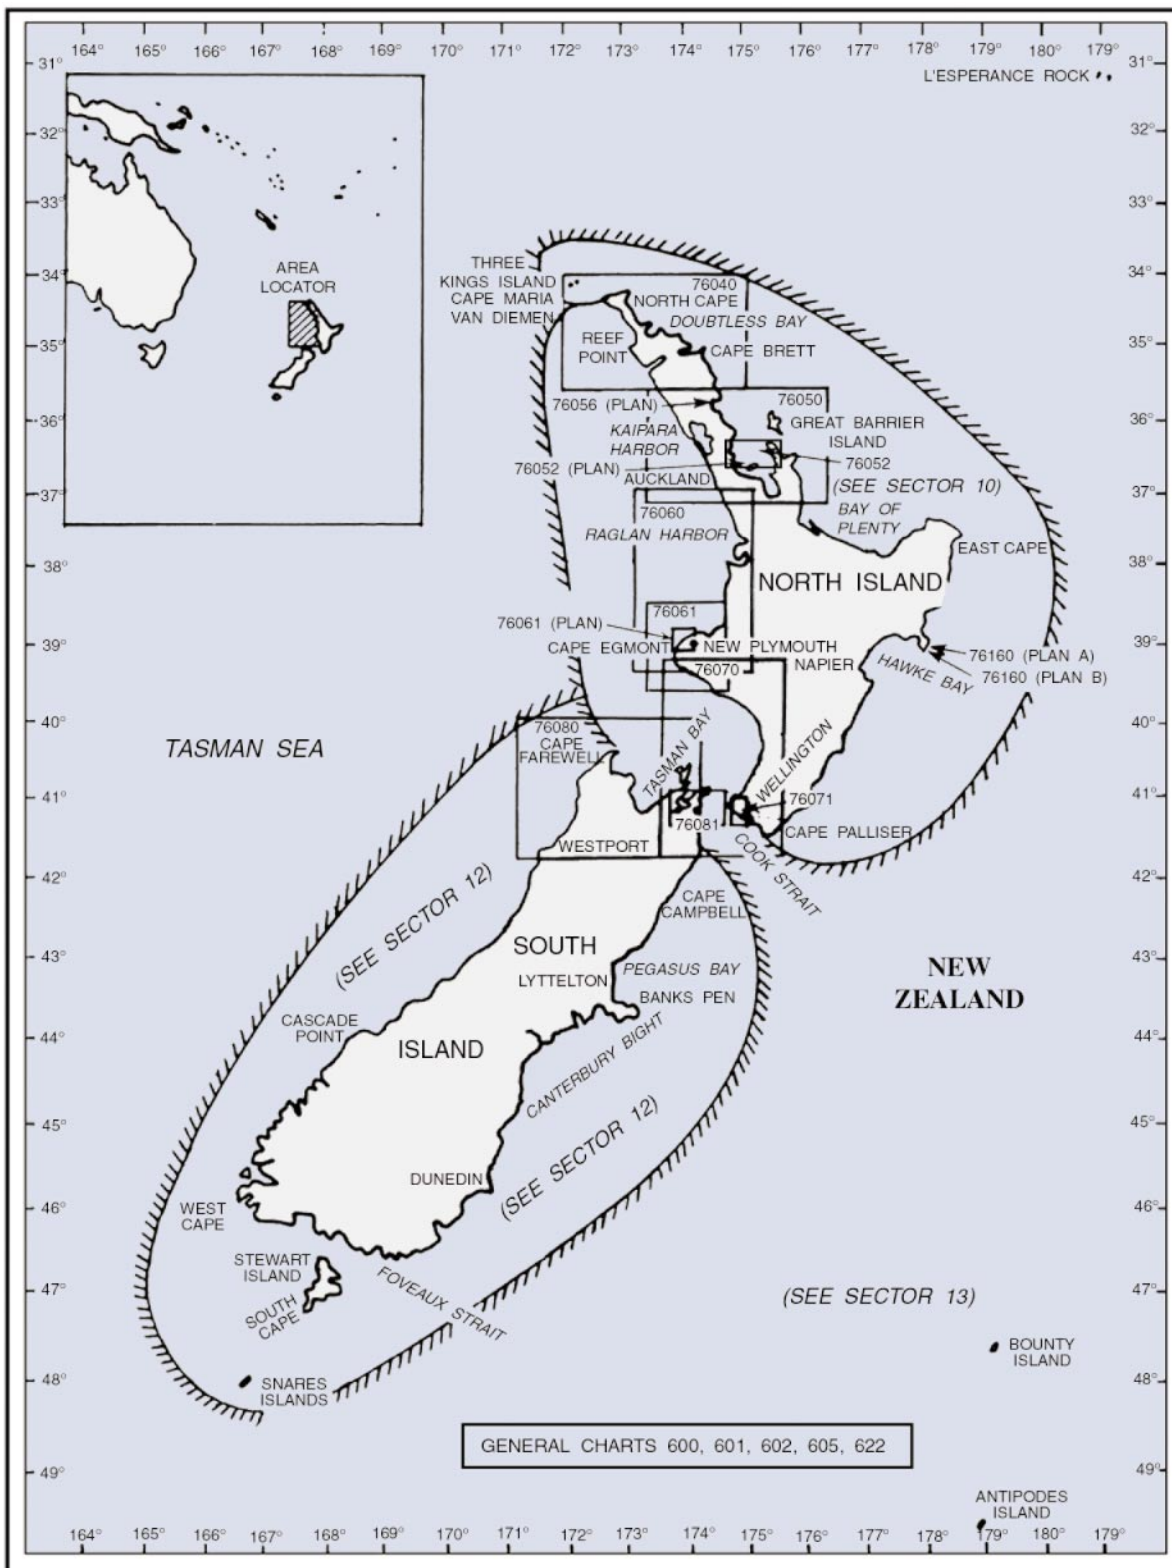 164° 165° 166° 167° 168° 169° 170° 171° 172° 173° 174° 175° 176° 177° 178° 179° 180° 179°
31°
32°
33°
34°
35°
36°
37°
38°
39°
40°
41°
42°
43°
44°
45°
46°
47°
48°
49°
31°
32°
33°
34°
35°
36°
37°
38°
39°
40°
41°
42°
43°
44°
45°
46°
47°
48°
49°
L'ESPERANCE ROCK
AREA
LOCATOR
THREE
KINGS ISLAND
CAPE MARIA
VAN DIEMEN
76040
NORTH CAPE
DOUBTLESS BAY
REEF
POINT
CAPE BRETT
76056 (PLAN)
76050
KAIPARA
HARBOR
GREAT BARRIER
ISLAND
76052 (PLAN)
76052
AUCKLAND
(SEE SECTOR 10)
76060
BAY OF
PLENTY
RAGLAN HARBOR
EAST CAPE
NORTH ISLAND
76061
76061 (PLAN)
CAPE EGMONT
NEW PLYMOUTH
76070
NAPIER
HAWKE BAY
76160 (PLAN A)
76160 (PLAN B)
TASMAN SEA
76080
CAPE
FAREWELL
TASMAN BAY
WELLINGTON
76071
76081
CAPE PALLISER
WESTPORT
COOK STRAIT
(SEE SECTOR 12)
CAPE
CAMPBELL
SOUTH
LYTTELTON
PEGASUS BAY
BANKS PEN
NEW
ZEALAND
CASCADE
POINT
ISLAND
CANTERBURY BIGHT
(SEE SECTOR 12)
DUNEDIN
WEST
CAPE
STEWART
ISLAND
SOUTH
CAPE
FOVEAUX STRAIT
(SEE SECTOR 13)
BOUNTY
ISLAND
SNARES
ISLANDS
GENERAL CHARTS 600, 601, 602, 605, 622
ANTIPODES
ISLAND
164° 165° 166° 167° 168° 169° 170° 171° 172° 173° 174° 175° 176° 177° 178° 179° 180° 179°